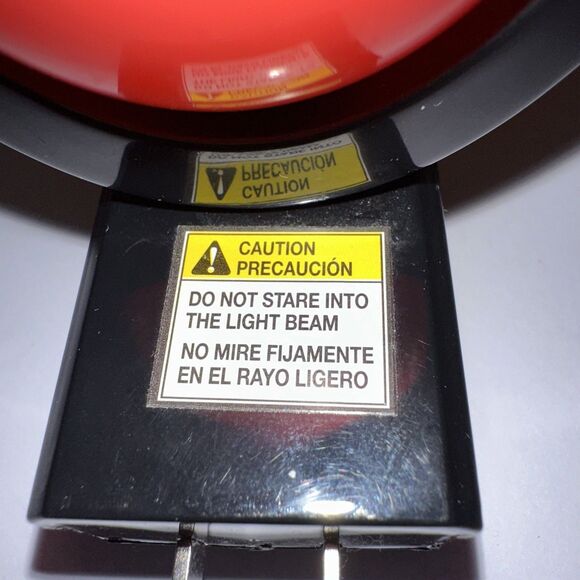 CAUTION
PRECAUCIÓN
DO NOT STARE INTO
THE LIGHT BEAM
NO MIRE FIJAMENTE
EN EL RAYO LIGERO